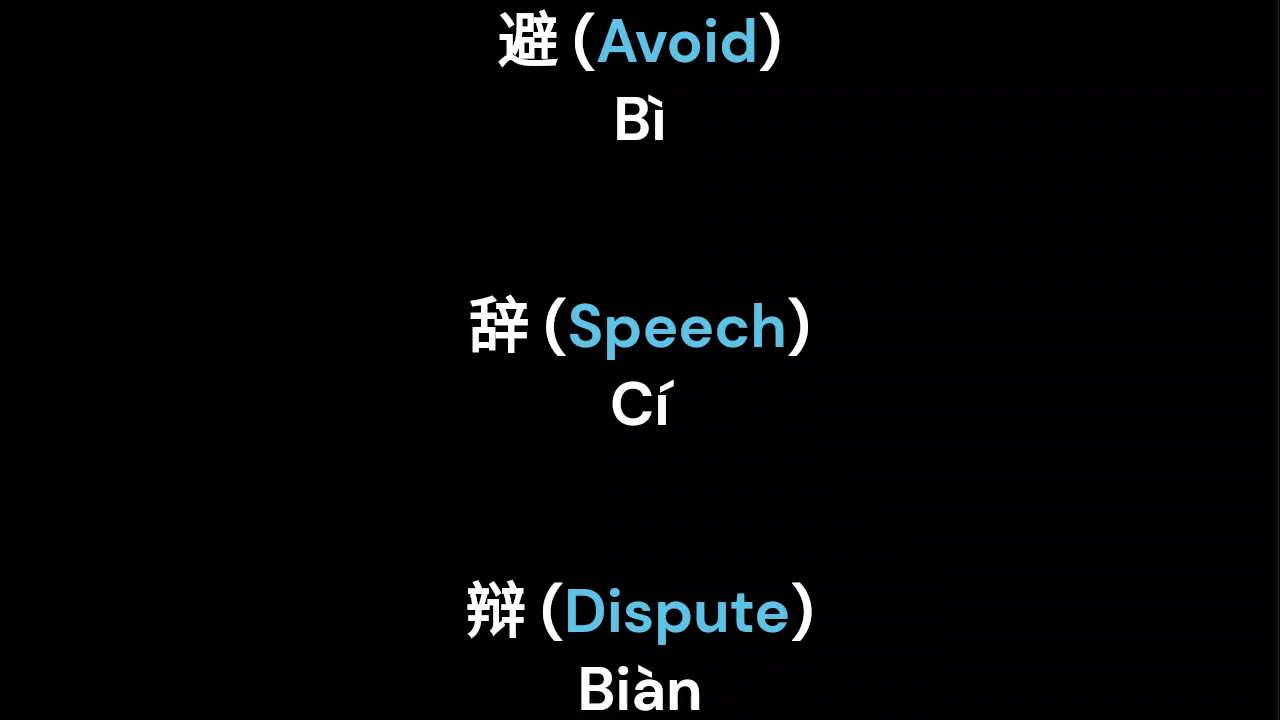 避 (Avoid)
Bì
辞 (Speech)
Cí
辩 (Dispute)
Biàn